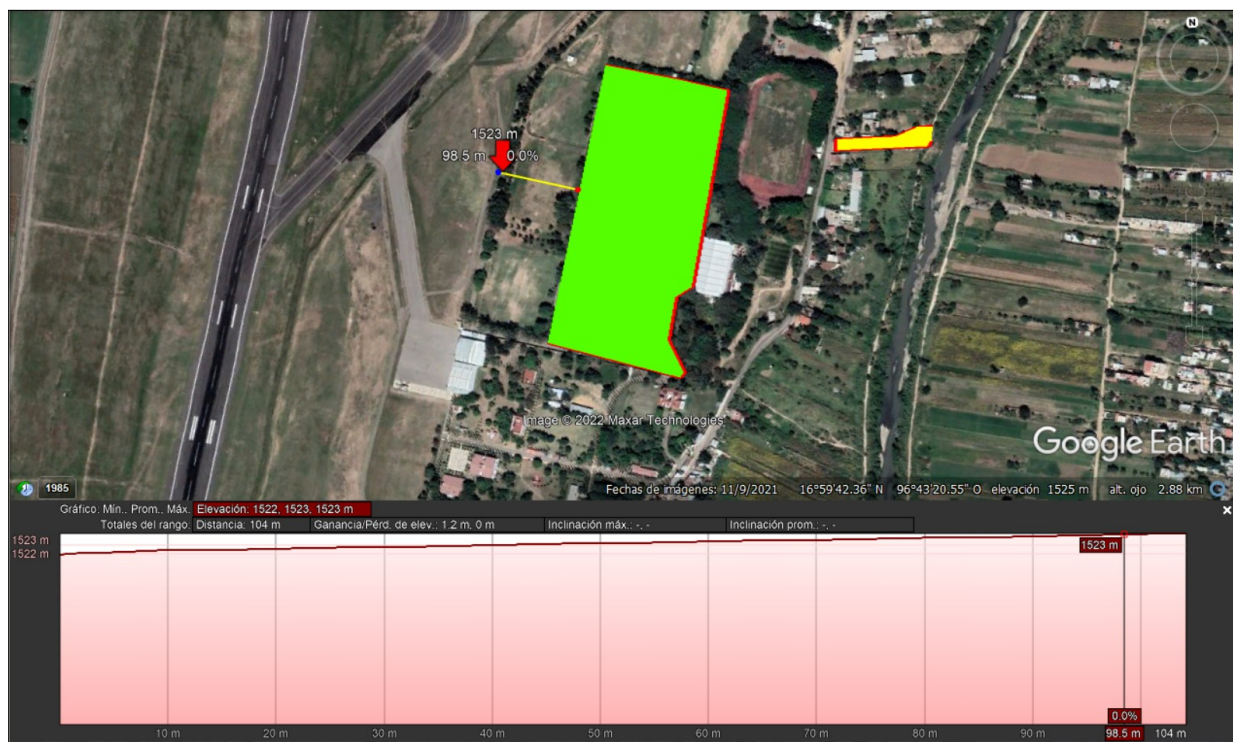 N
1523 m
98.5 m 0.0%
Image © 2022 Maxar Technologies
Google Earth
1985
Fechas de imágenes: 11/9/2021 16°59'42.36" N 96°43'20.55" O elevación 1525 m alt. ojo 2.88 km
Gráfico: Mín., Prom., Máx. Elevación: 1522, 1523, 1523 m
Totales del rango: Distancia: 104 m Ganancia/Pérd. de elev.: 1.2 m, 0 m Inclinación máx.: -, - Inclinación prom.: -, -
1523 m
1522 m
1523 m
0.0%
10 m 20 m 30 m 40 m 50 m 60 m 70 m 80 m 90 m 98.5 m 104 m